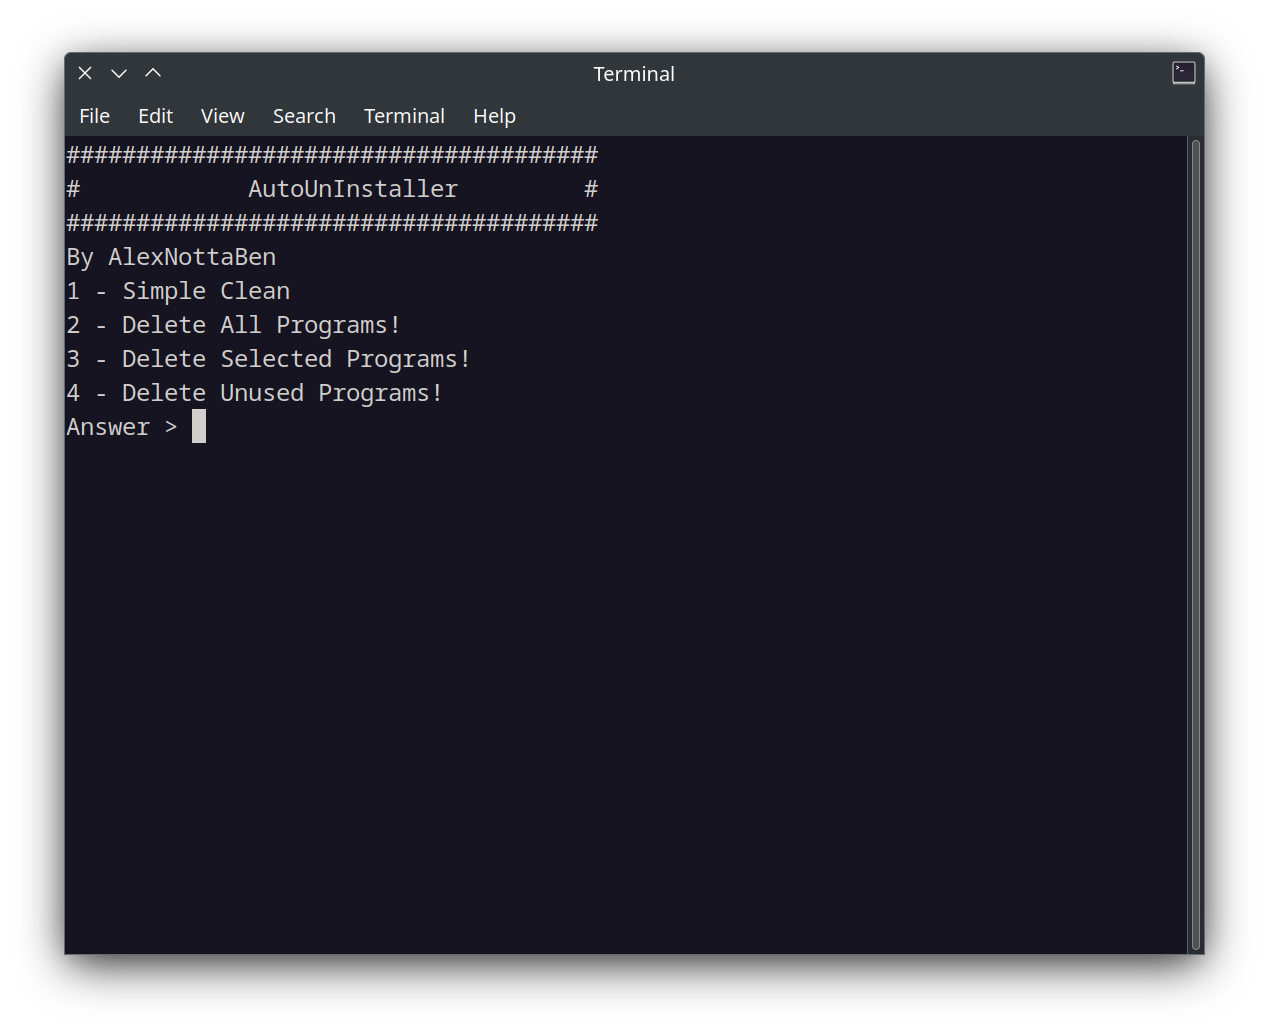 Terminal
File Edit View Search Terminal Help
######################################
#            AutoUnInstaller         #
######################################
By AlexNottaBen
1 - Simple Clean
2 - Delete All Programs!
3 - Delete Selected Programs!
4 - Delete Unused Programs!
Answer >